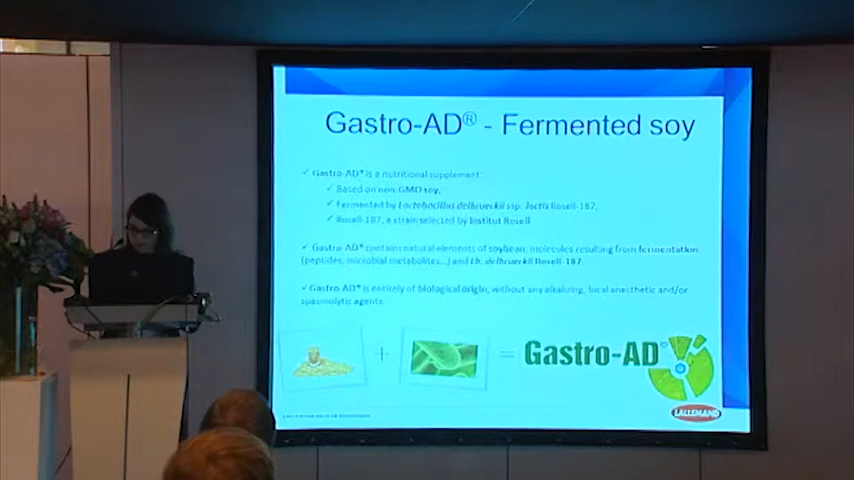 Gastro-AD® - Fermented soy
✓ Gastro-AD® is a nutritional supplement:
✓ Based on non-GMO soy,
✓ Fermented by Lactobacillus delbrueckii ssp. lactis Rosell-187,
✓ Rosell-187, a strain selected by Institut Rosell
✓ Gastro-AD® contains natural elements of soybean, molecules resulting from fermentation
(peptides, microbial metabolites...) and Lb. delbrueckii Rosell-187.
✓ Gastro-AD® is entirely of biological origin, without any alkalizing, local anesthetic and/or
spasmolytic agents.
+ = Gastro-AD®
LALLEMAND